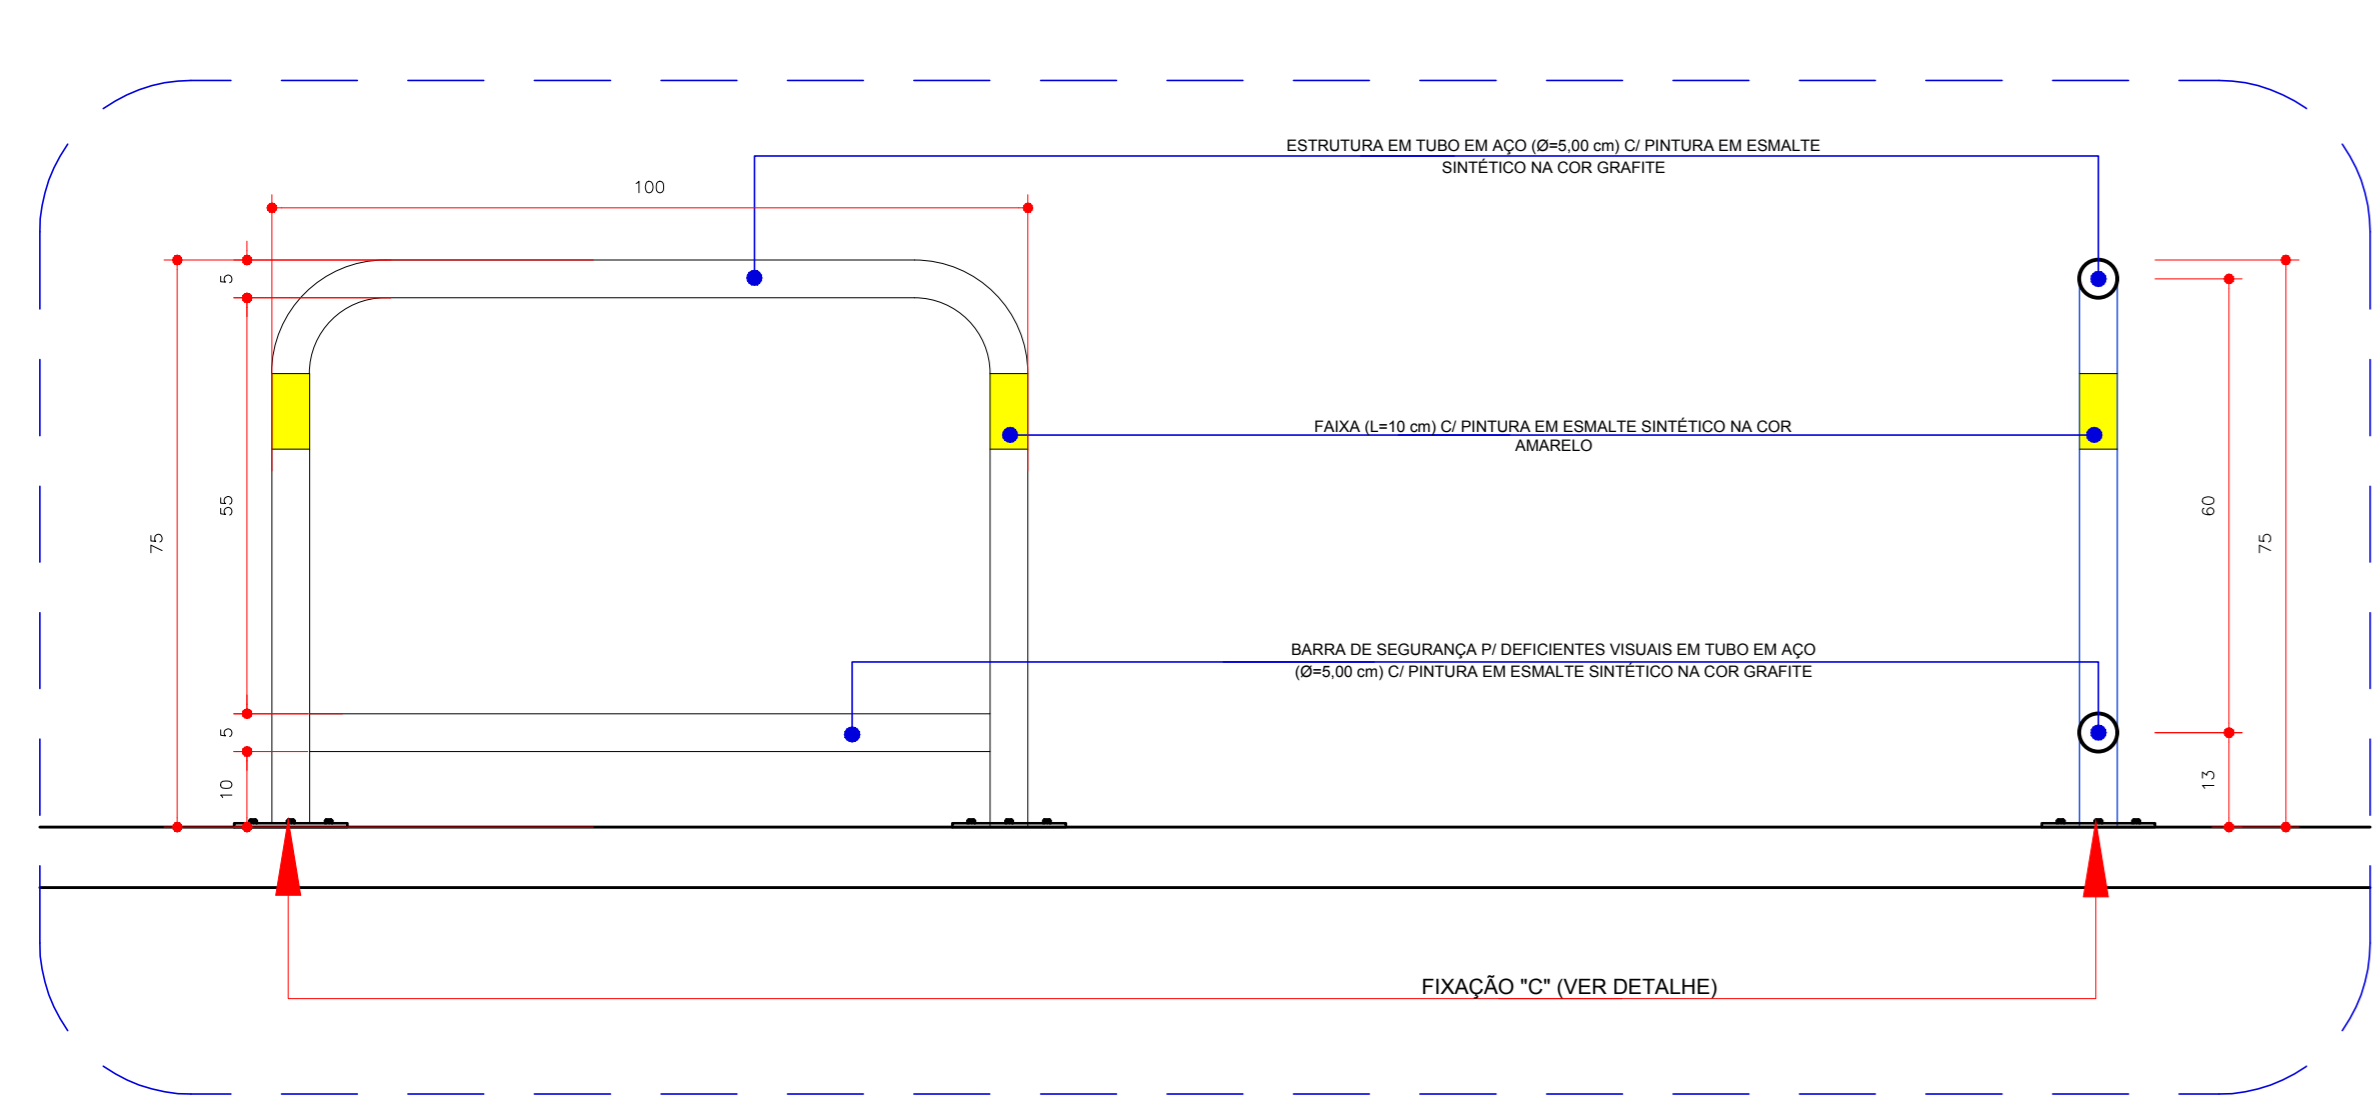 ESTRUTURA EM TUBO EM AÇO (Ø=5,00 cm) C/ PINTURA EM ESMALTE
SINTÉTICO NA COR GRAFITE
100
5
55
75
5
10
FAIXA (L=10 cm) C/ PINTURA EM ESMALTE SINTÉTICO NA COR
AMARELO
60
75
13
BARRA DE SEGURANÇA P/ DEFICIENTES VISUAIS EM TUBO EM AÇO
(Ø=5,00 cm) C/ PINTURA EM ESMALTE SINTÉTICO NA COR GRAFITE
FIXAÇÃO "C" (VER DETALHE)